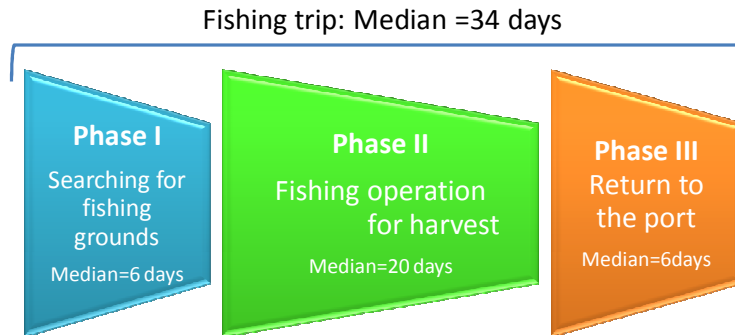 Fishing trip: Median =34 days
Phase I
Searching for
fishing
grounds
Median=6 days
Phase II
Fishing operation
for harvest
Median=20 days
Phase III
Return to
the port
Median=6days